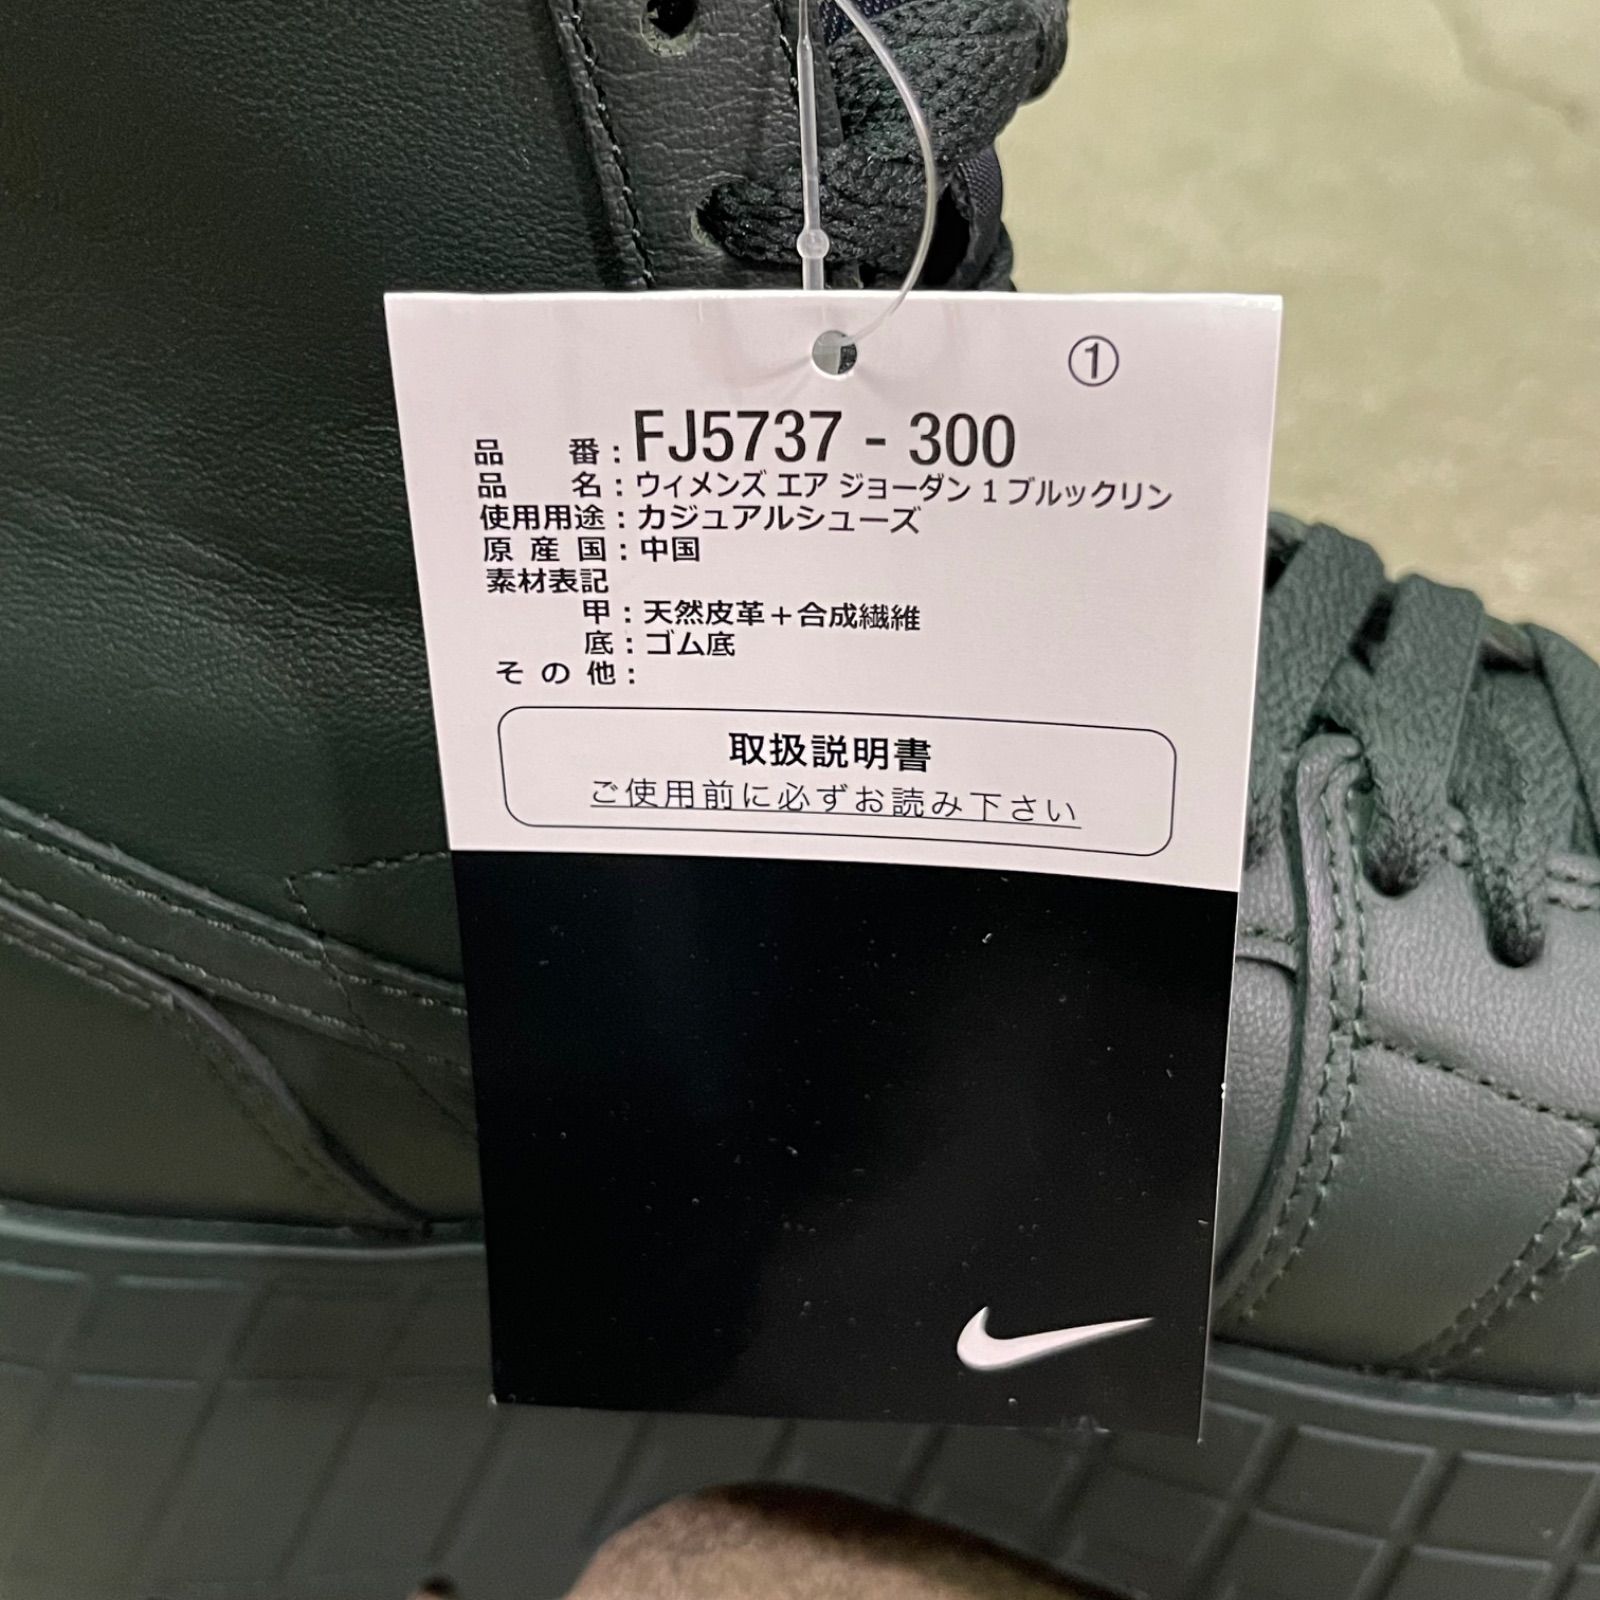 ①
品 番：FJ5737 - 300
品 名：ウィメンズ エア ジョーダン 1 ブルックリン
使用用途：カジュアルシューズ
原 産 国：中国
素材表記
甲：天然皮革＋合成繊維
底：ゴム底
そ の 他：
取扱説明書
ご使用前に必ずお読み下さい